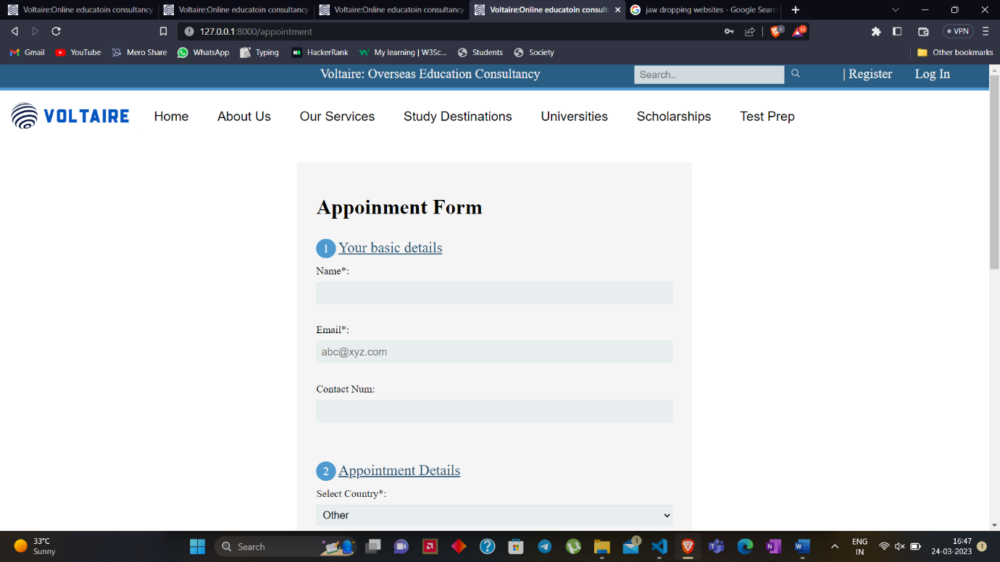 Voltaire:Online educatoin consultancy
Voltaire:Online educatoin consultancy
Voltaire:Online educatoin consultancy
Voltaire:Online educatoin consult
jaw dropping websites - Google Searc
127.0.0.1:8000/appointment
1
12
VPN
Gmail
YouTube
Mero Share
WhatsApp
Typing
HackerRank
My learning | W3Sc...
Students
Society
Other bookmarks
Voltaire: Overseas Education Consultancy
Search..
| Register
Log In
VOLTAIRE
Home
About Us
Our Services
Study Destinations
Universities
Scholarships
Test Prep
Appoinment Form
1 Your basic details
Name*:
Email*:
abc@xyz.com
Contact Num:
2 Appointment Details
Select Country*:
Other
33°C
Sunny
Search
1
ENG
IN
16:47
24-03-2023
1